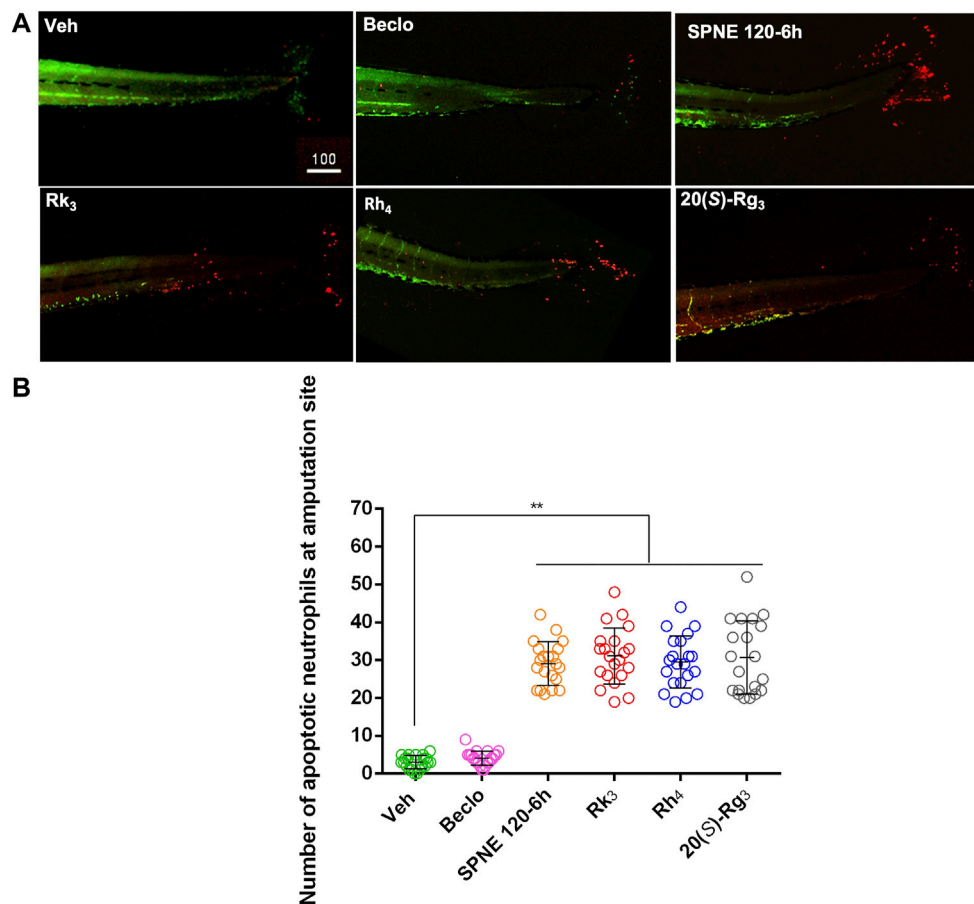 A
Veh
Beclo
SPNE 120-6h
100
Rk3
Rh4
20(S)-Rg3
B
Number of apoptotic neutrophils at amputation site
70
60
50
40
30
20
10
0
**
Veh
Beclo
SPNE 120-6h
Rk3
Rh4
20(S)-Rg3